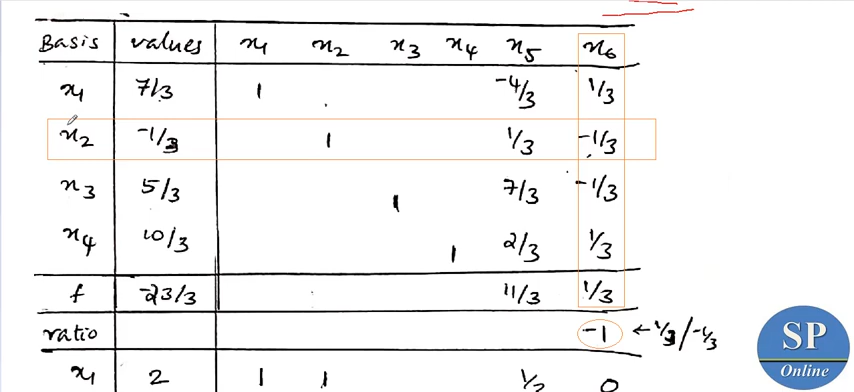 Basis values x1 x2 x3 x4 x5 x6
x1 7/3 1 -4/3 1/3
x2 -1/3 1 1/3 -1/3
x3 5/3 1 7/3 -1/3
x4 10/3 1 2/3 1/3
f -23/3 11/3 1/3
ratio -1 ← 1/3/-1/3
x1 2 1 1 0
SP
Online